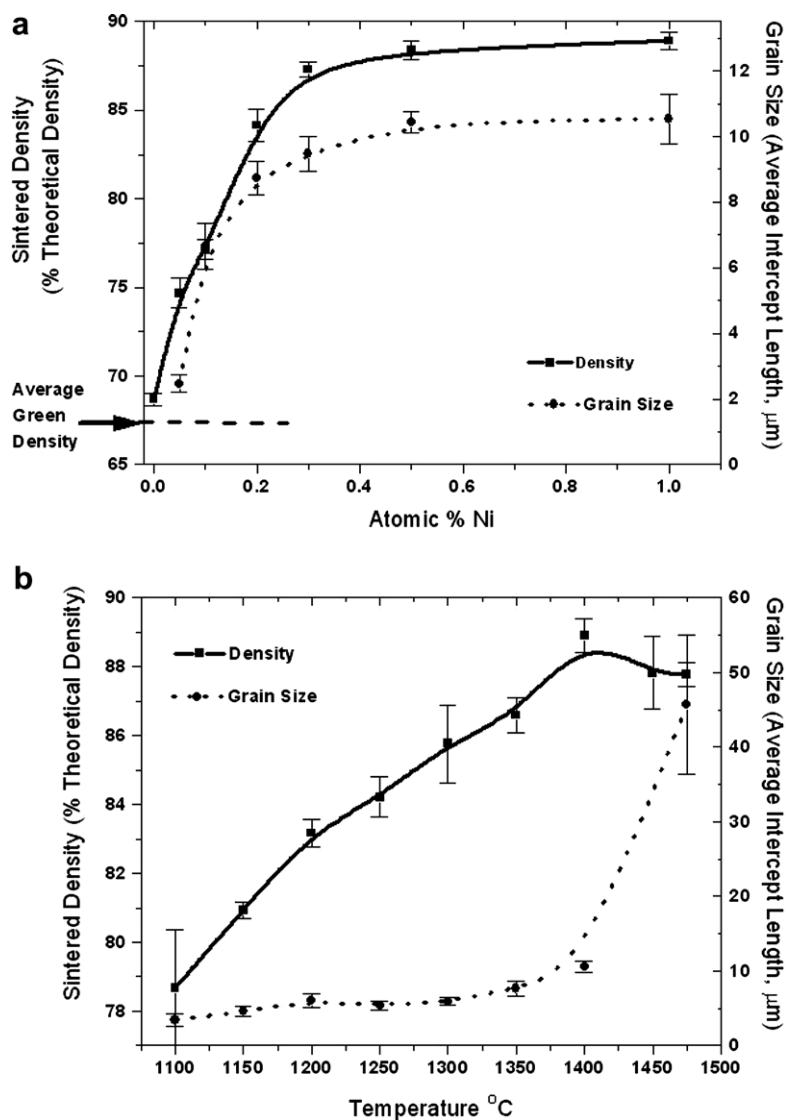 a
Sintered Density
(% Theoretical Density)
90
85
80
75
70
65
Average
Green
Density
Density
Grain Size
12
10
8
6
4
2
0
Grain Size (Average Intercept Length, μm)
0.0 0.2 0.4 0.6 0.8 1.0
Atomic % Ni
b
Sintered Density (% Theoretical Density)
90
88
86
84
82
80
78
Density
Grain Size
60
50
40
30
20
10
0
Grain Size (Average Intercept Length, μm)
1100 1150 1200 1250 1300 1350 1400 1450 1500
Temperature °C